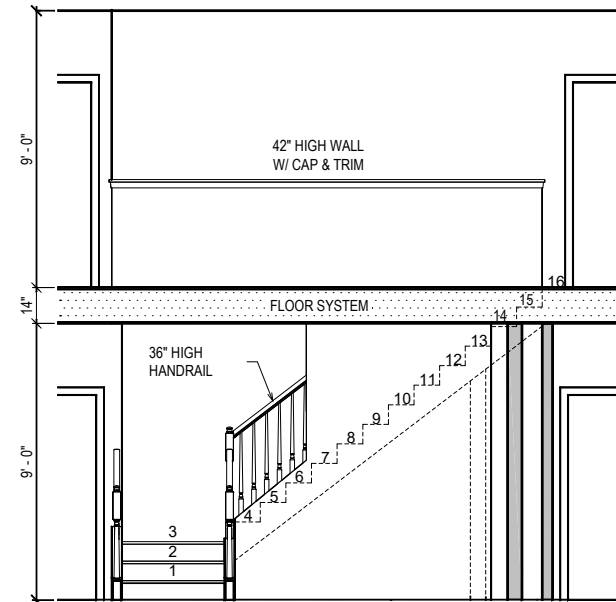 9' - 0"
42" HIGH WALL
W/ CAP & TRIM
14"
FLOOR SYSTEM
16
15
14
13
12
11
10
9
8
7
6
5
4
36" HIGH
HANDRAIL
9' - 0"
3
2
1